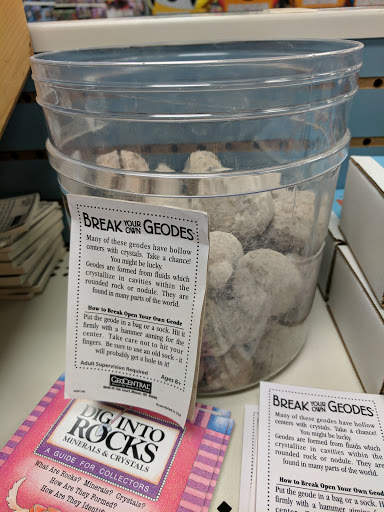 BREAK YOUR OWN GEODES
Many of these geodes have hollow
centers with crystals. Take a chance!
You might be lucky.
Geodes are formed from fluids which
crystallize in cavities within the
rock or nodule. They are
found in many parts of the world.
How to Break Open Your Own Geode
Put the geode in a bag or a sock. Hit it
firmly with a hammer aiming for the
center. Take care not to hit your
fingers. Be sure to use an old sock - it
will probably get a hole in it!
Adult Supervision Required Ages 8+
GEOCENTRAL
DIG INTO
ROCKS
MINERALS & CRYSTALS
A GUIDE FOR COLLECTORS
What Are Rocks? Minerals? Crystals?
How Are They Formed?
How Are They Identified
BREAK YOUR OWN GEODES
Many of these geodes have hollow
centers with crystals. Take a chance!
You might be lucky.
Geodes are formed from fluids which
crystallize in cavities within the
rock or nodule. They are
found in many parts of the world.
How to Break Open Your Own
Put the geode in a bag or a sock.
firmly with a hammer aiming for